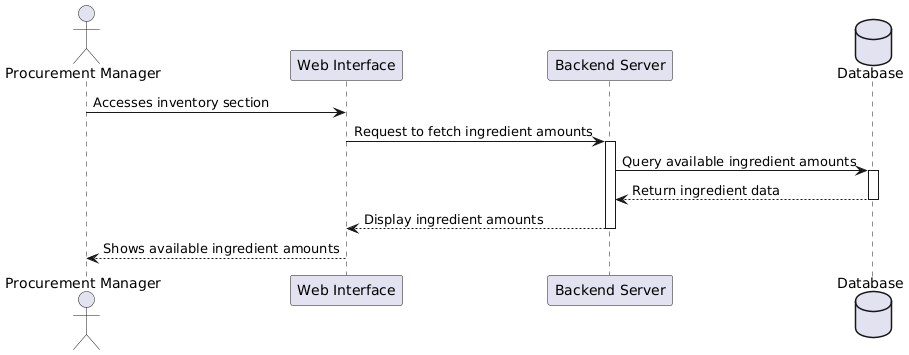 Procurement Manager
Web Interface
Backend Server
Database
Accesses inventory section
Request to fetch ingredient amounts
Query available ingredient amounts
Return ingredient data
Display ingredient amounts
Shows available ingredient amounts
Procurement Manager
Web Interface
Backend Server
Database